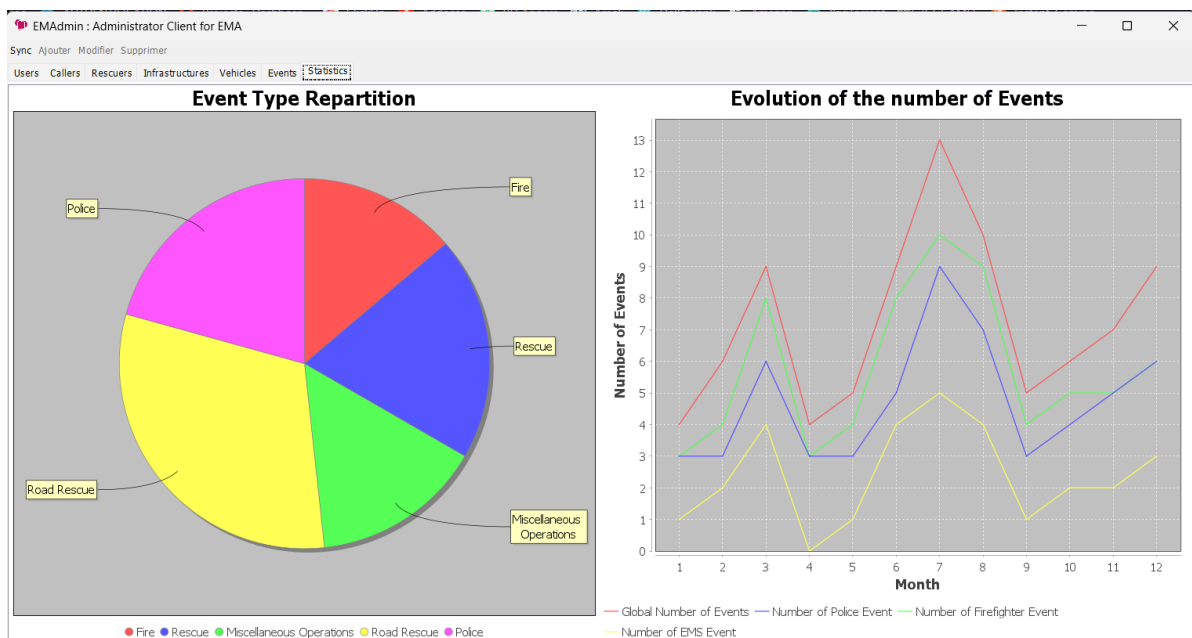 EMAdmin : Administrator Client for EMA
Sync Ajouter Modifier Supprimer
Users Callers Rescuers Infrastructures Vehicles Events Statistics
Event Type Repartition
Fire
Police
Rescue
Road Rescue
Miscellaneous
Operations
Fire Rescue Miscellaneous Operations Road Rescue Police
Evolution of the number of Events
Number of Events
13
12
11
10
9
8
7
6
5
4
3
2
1
0
1 2 3 4 5 6 7 8 9 10 11 12
Month
Global Number of Events Number of Police Event Number of Firefighter Event
Number of EMS Event